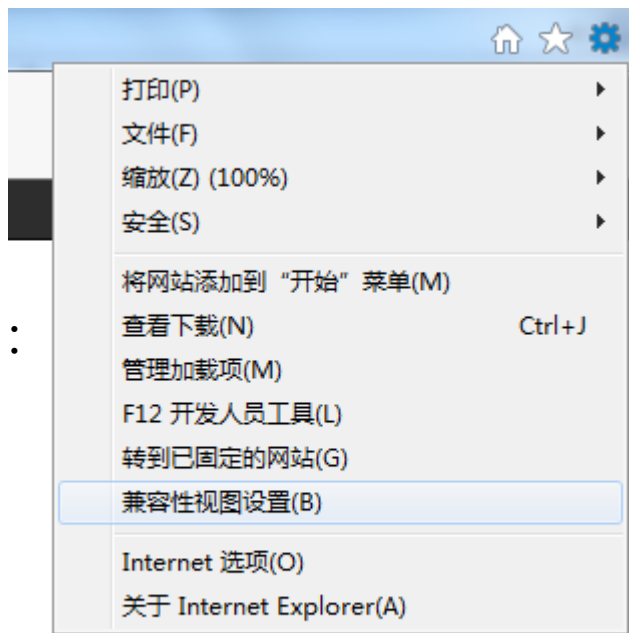 打印(P)
文件(F)
缩放(Z) (100%)
安全(S)
将网站添加到“开始”菜单(M)
查看下载(N) Ctrl+J
管理加载项(M)
F12 开发人员工具(L)
转到已固定的网站(G)
兼容性视图设置(B)
Internet 选项(O)
关于 Internet Explorer(A)